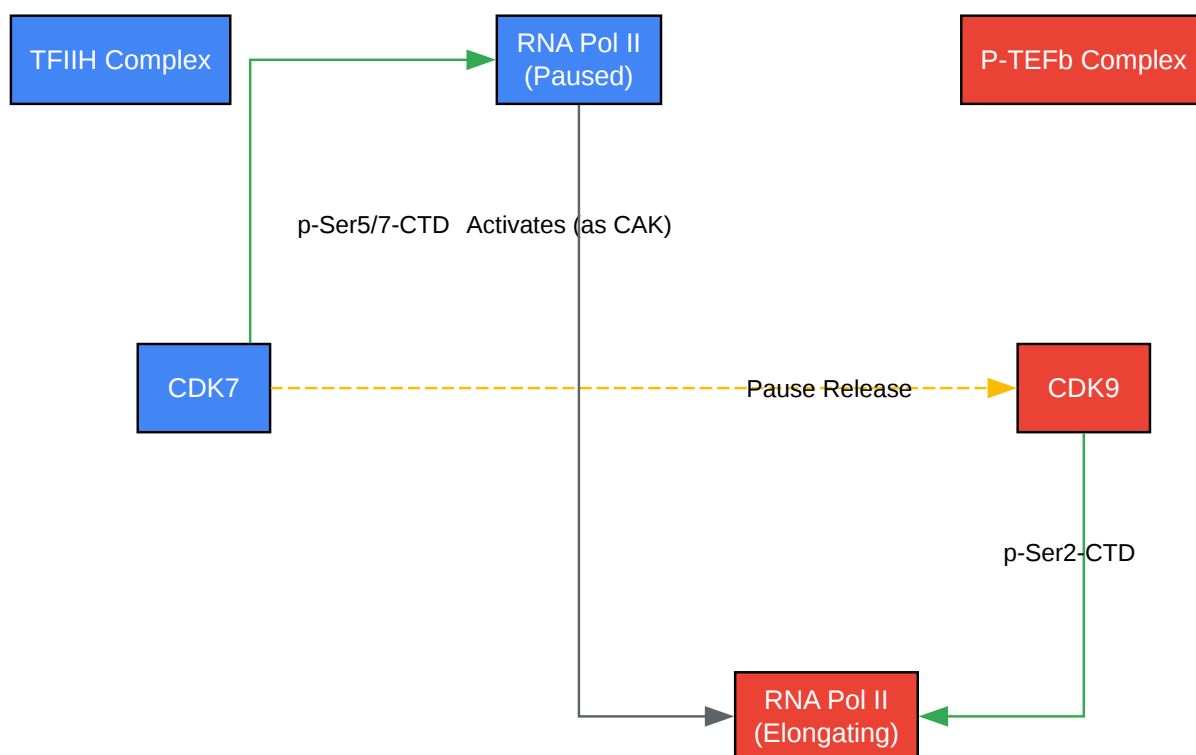 TFIIH Complex
RNA Pol II
(Paused)
P-TEFb Complex
p-Ser5/7-CTD
Activates (as CAK)
CDK7
Pause Release
CDK9
p-Ser2-CTD
RNA Pol II
(Elongating)